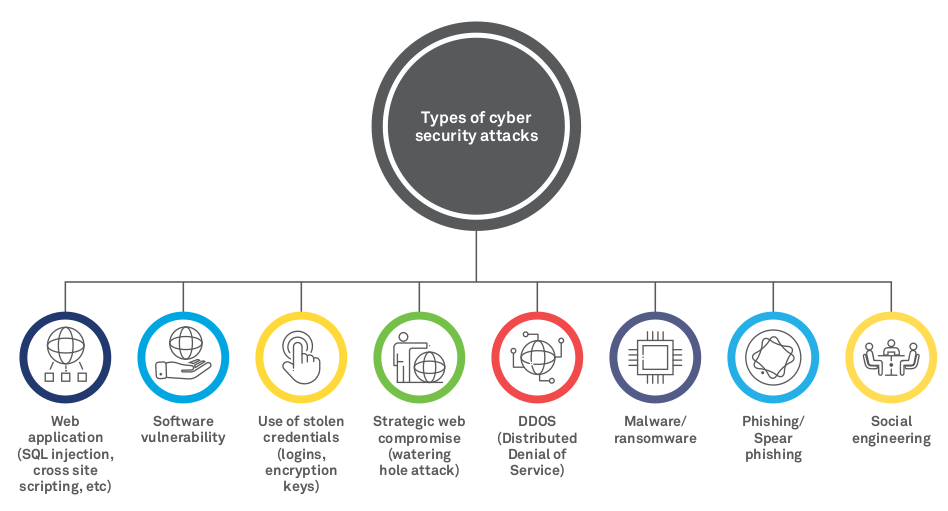 Types of cyber
security attacks
Web
application
(SQL injection,
cross site
scripting, etc)
Software
vulnerability
Use of stolen
credentials
(logins,
encryption
keys)
Strategic web
compromise
(watering
hole attack)
DDOS
(Distributed
Denial of
Service)
Malware/
ransomware
Phishing/
Spear
phishing
Social
engineering